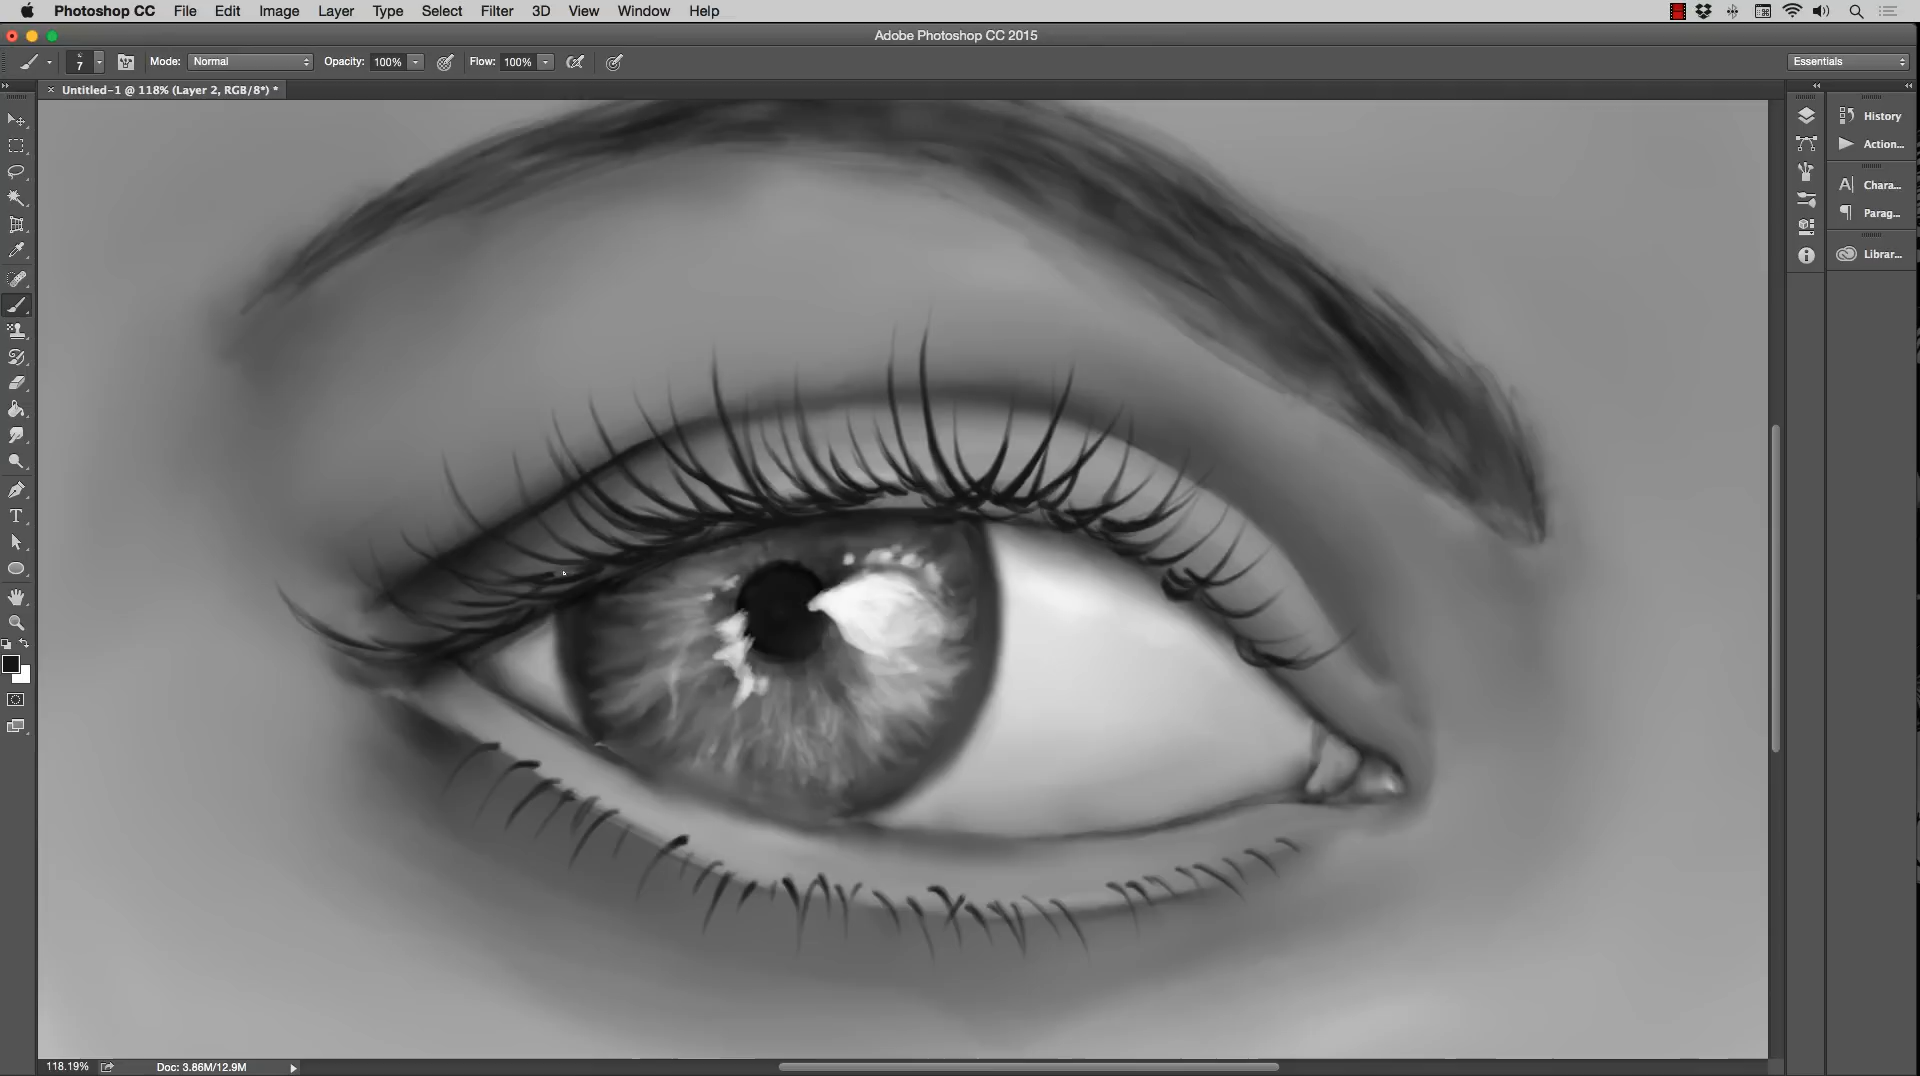 Photoshop CC File Edit Image Layer Type Select Filter 3D View Window Help
Adobe Photoshop CC 2015
7 Mode: Normal Opacity: 100% Flow: 100% Essentials
× Untitled-1 @ 118% (Layer 2, RGB/8*) *
History
Action...
Chara...
Parag...
Librar...
118.19% Doc: 3.86M/12.9M